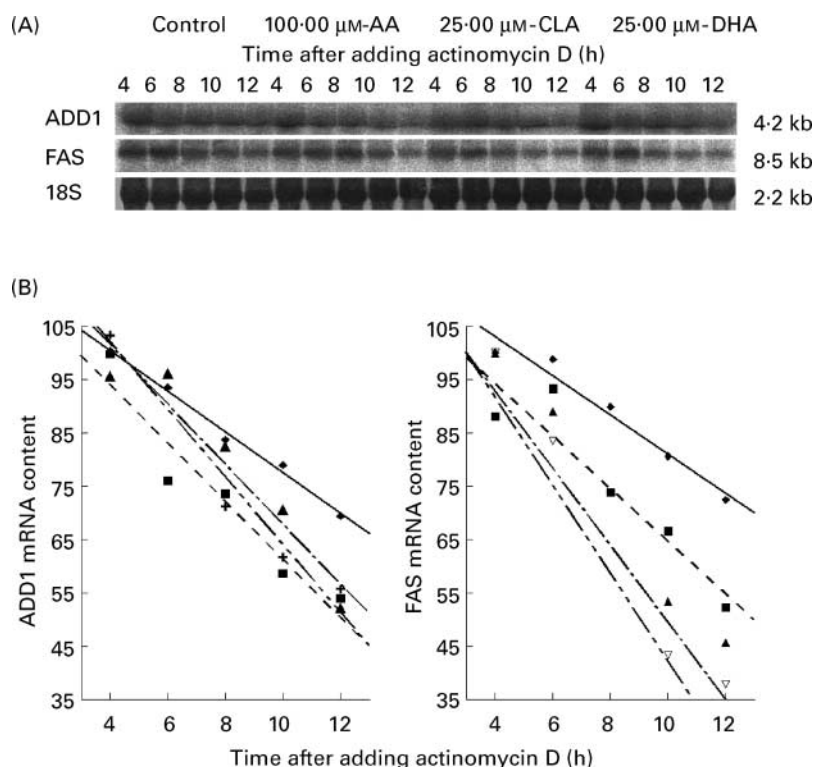 (A)
Control 100·00 μM-AA 25·00 μM-CLA 25·00 μM-DHA
Time after adding actinomycin D (h)
4 6 8 10 12 4 6 8 10 12 4 6 8 10 12 4 6 8 10 12
ADD1 4·2 kb
FAS 8·5 kb
18S 2·2 kb
(B)
ADD1 mRNA content
105
95
85
75
65
55
45
35
4 6 8 10 12
FAS mRNA content
105
95
85
75
65
55
45
35
4 6 8 10 12
Time after adding actinomycin D (h)